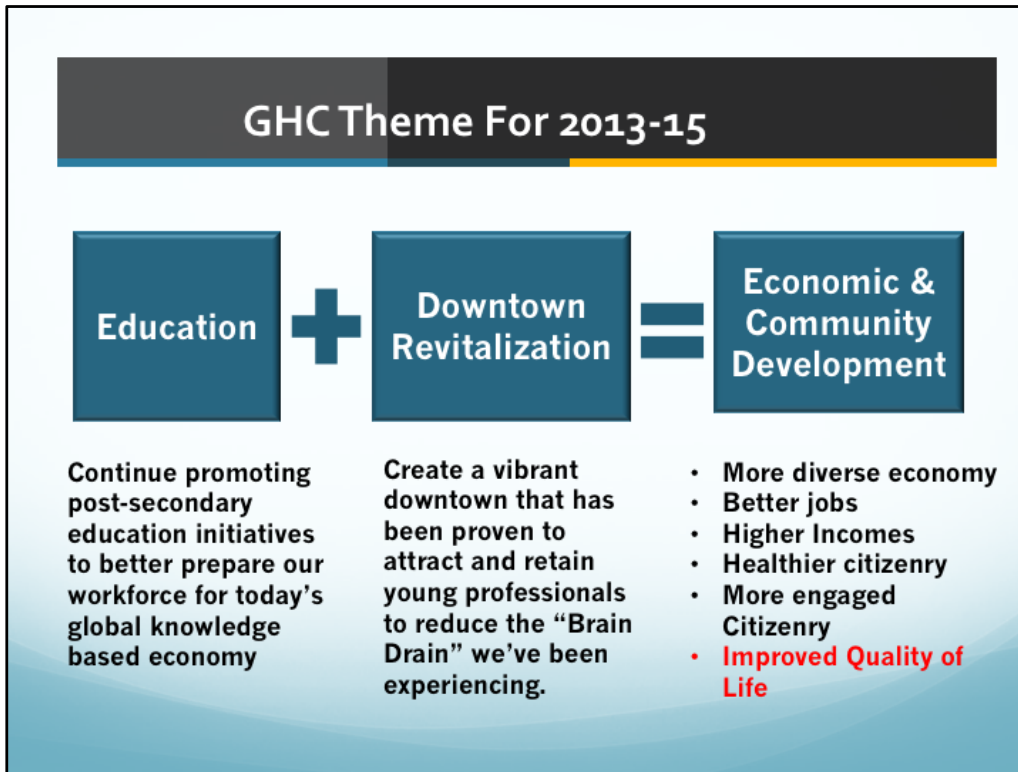 GHC Theme For 2013-15
Education
Downtown
Revitalization
Economic &
Community
Development
Continue promoting
post-secondary
education initiatives
to better prepare our
workforce for today's
global knowledge
based economy
Create a vibrant
downtown that has
been proven to
attract and retain
young professionals
to reduce the “Brain
Drain” we’ve been
experiencing.
• More diverse economy
• Better jobs
• Higher Incomes
• Healthier citizenry
• More engaged
Citizenry
• Improved Quality of
Life